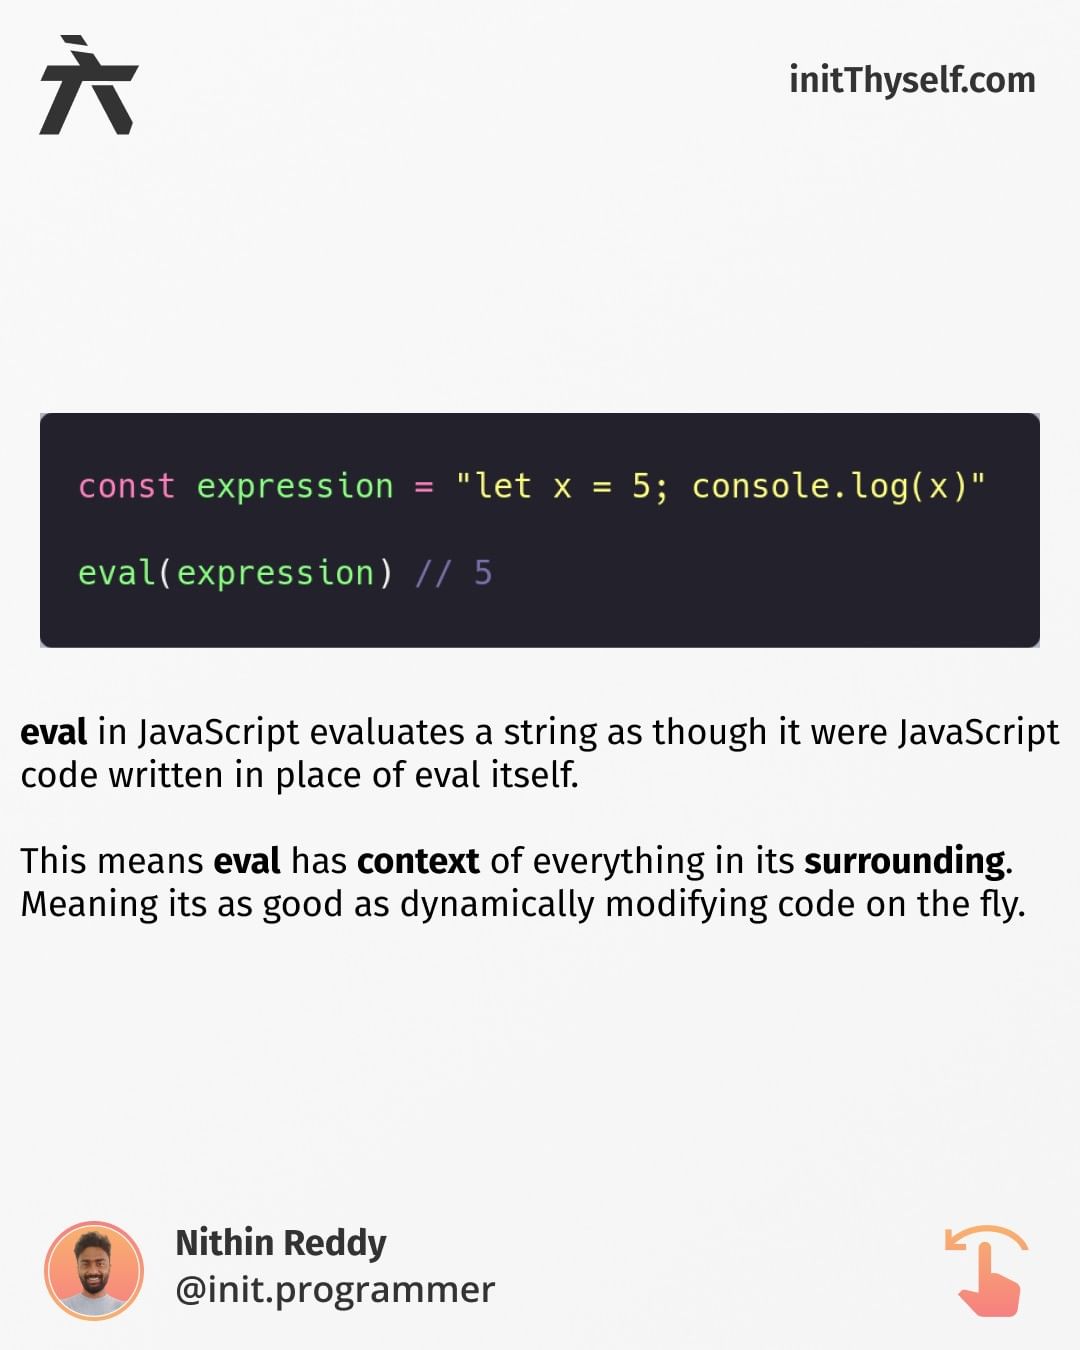 initThyself.com
const expression = "let x = 5; console.log(x)"
eval(expression) // 5
eval in JavaScript evaluates a string as though it were JavaScript
code written in place of eval itself.
This means eval has context of everything in its surrounding.
Meaning its as good as dynamically modifying code on the fly.
Nithin Reddy
@init.programmer